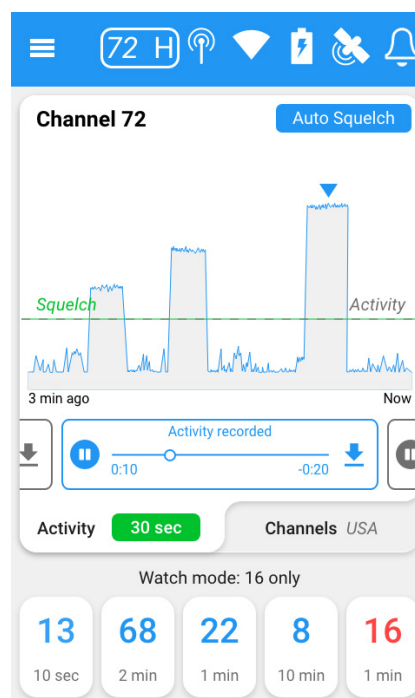 72 H
Channel 72
Auto Squelch
Squelch
Activity
3 min ago
Now
Activity recorded
0:10
-0:20
Activity
30 sec
Channels USA
Watch mode: 16 only
13
68
22
8
16
10 sec
2 min
1 min
10 min
1 min